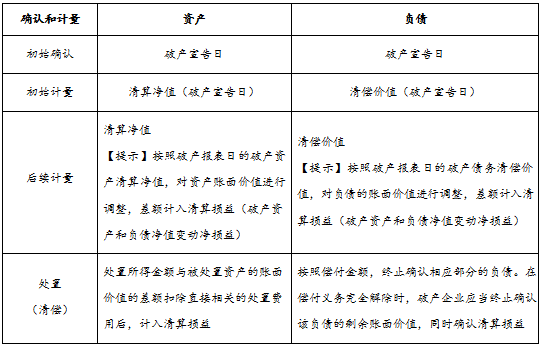 确认和计量 资产 负债
初始确认 破产宣告日 破产宣告日
初始计量 清算净值（破产宣告日） 清偿价值（破产宣告日）
后续计量
清算净值
【提示】按照破产报表日的破产资
产清算净值，对资产账面价值进行
调整，差额计入清算损益（破产资
产和负债净值变动净损益）
清偿价值
【提示】按照破产报表日的破产债务清偿价
值，对负债的账面价值进行调整，差额计入清
算损益（破产资产和负债净值变动净损益）
处置
（清偿）
处置所得金额与被处置资产的账面
价值的差额扣除直接相关的处置费
用后，计入清算损益
按照偿付金额，终止确认相应部分的负债。在
偿付义务完全解除时，破产企业应当终止确认
该负债的剩余账面价值，同时确认清算损益